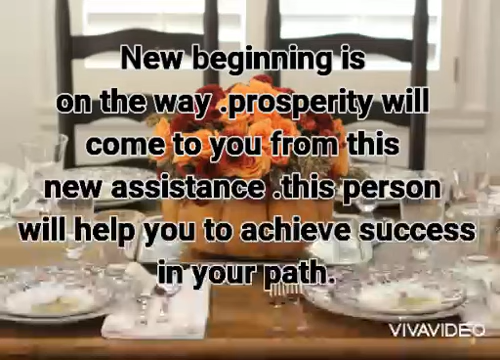 New beginning is
on the way .prosperity will
come to you from this
new assistance .this person
will help you to achieve success
in your path.
VIVAVIDEO